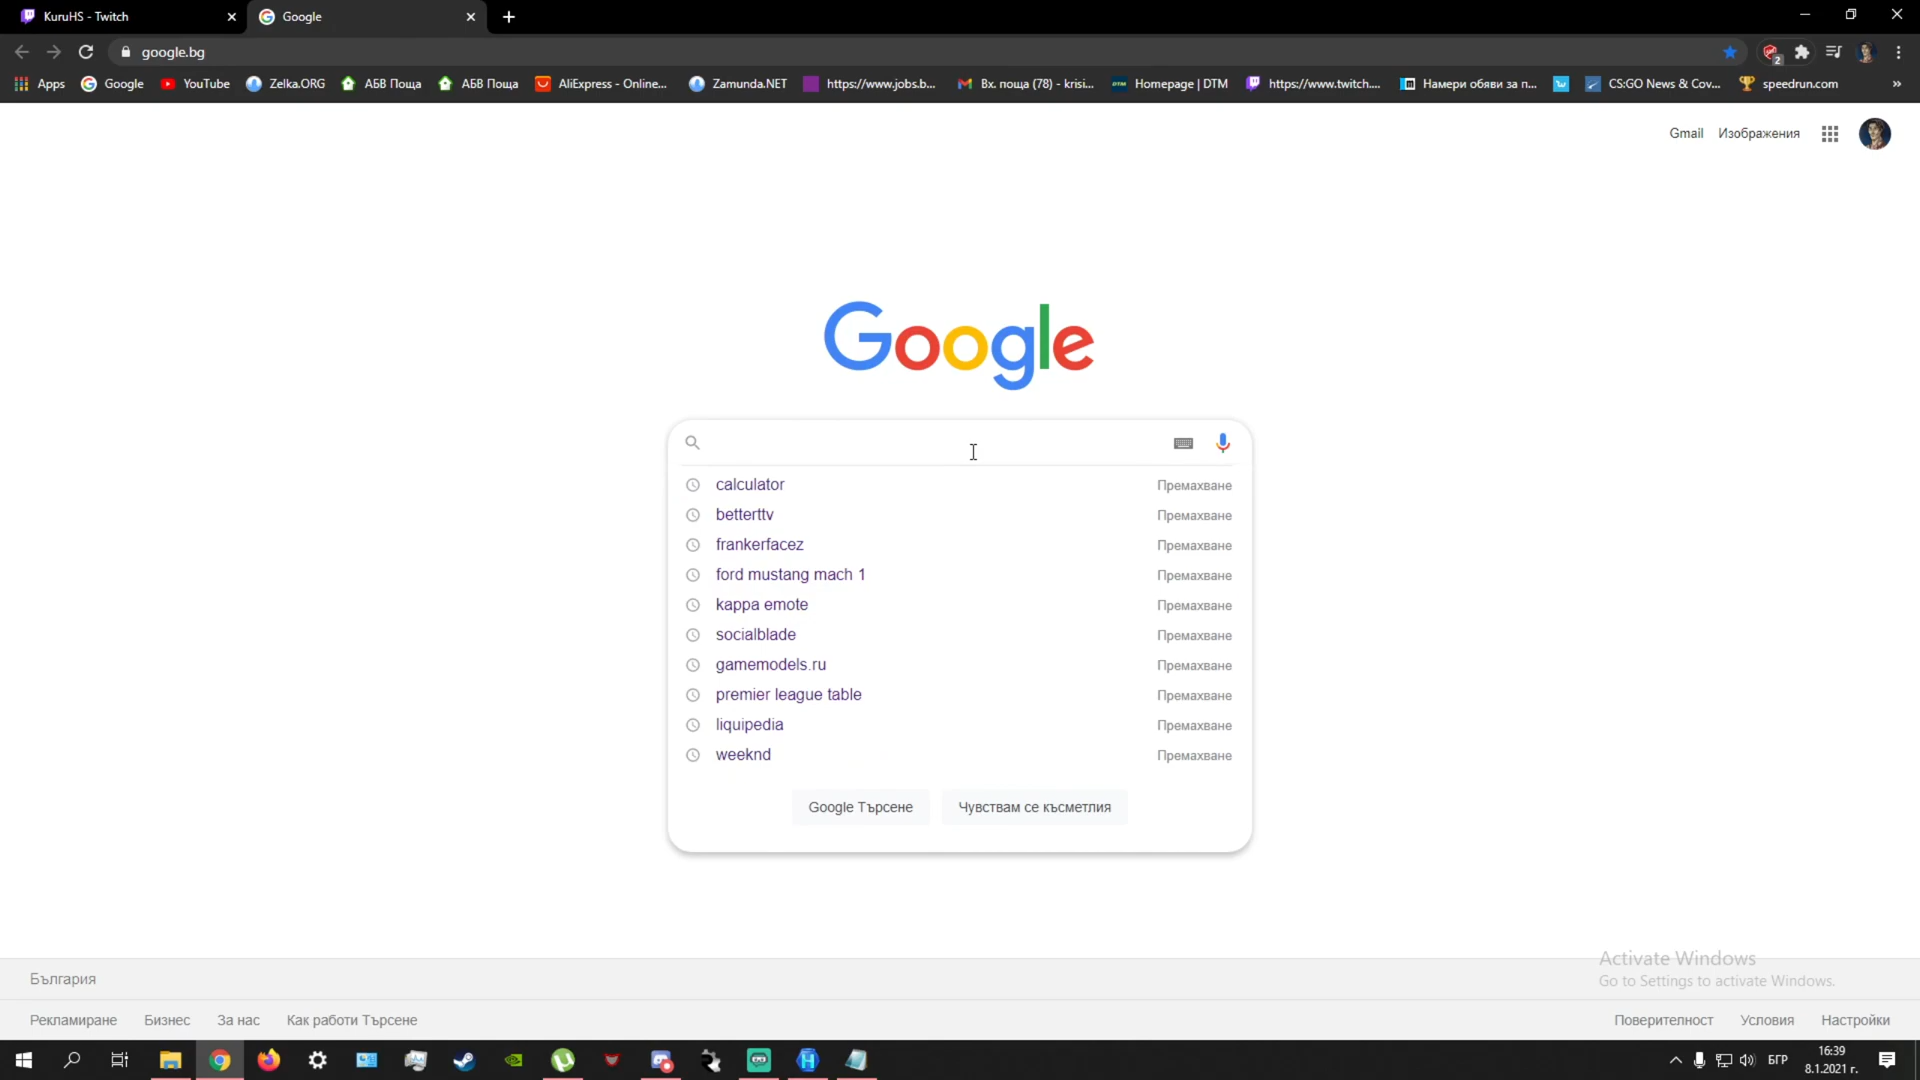 KuruHS - Twitch
Google
google.bg
2
Apps
Google
YouTube
Zelka.ORG
АБВ Поща
АБВ Поща
AliExpress - Online...
Zamunda.NET
https://www.jobs.b...
Вх. поща (78) - krisi...
DTM
Homepage | DTM
https://www.twitch....
Намери обяви за п...
CS:GO News & Cov...
speedrun.com
»
Gmail
Изображения
Google
calculator
Премахване
betterttv
Премахване
frankerfacez
Премахване
ford mustang mach 1
Премахване
kappa emote
Премахване
socialblade
Премахване
gamemodels.ru
Премахване
premier league table
Премахване
liquipedia
Премахване
weeknd
Премахване
Google Търсене
Чувствам се късметлия
Activate Windows
Go to Settings to activate Windows.
България
Рекламиране
Бизнес
За нас
Как работи Търсене
Поверителност
Условия
Настройки
БГР
16:39
8.1.2021 г.